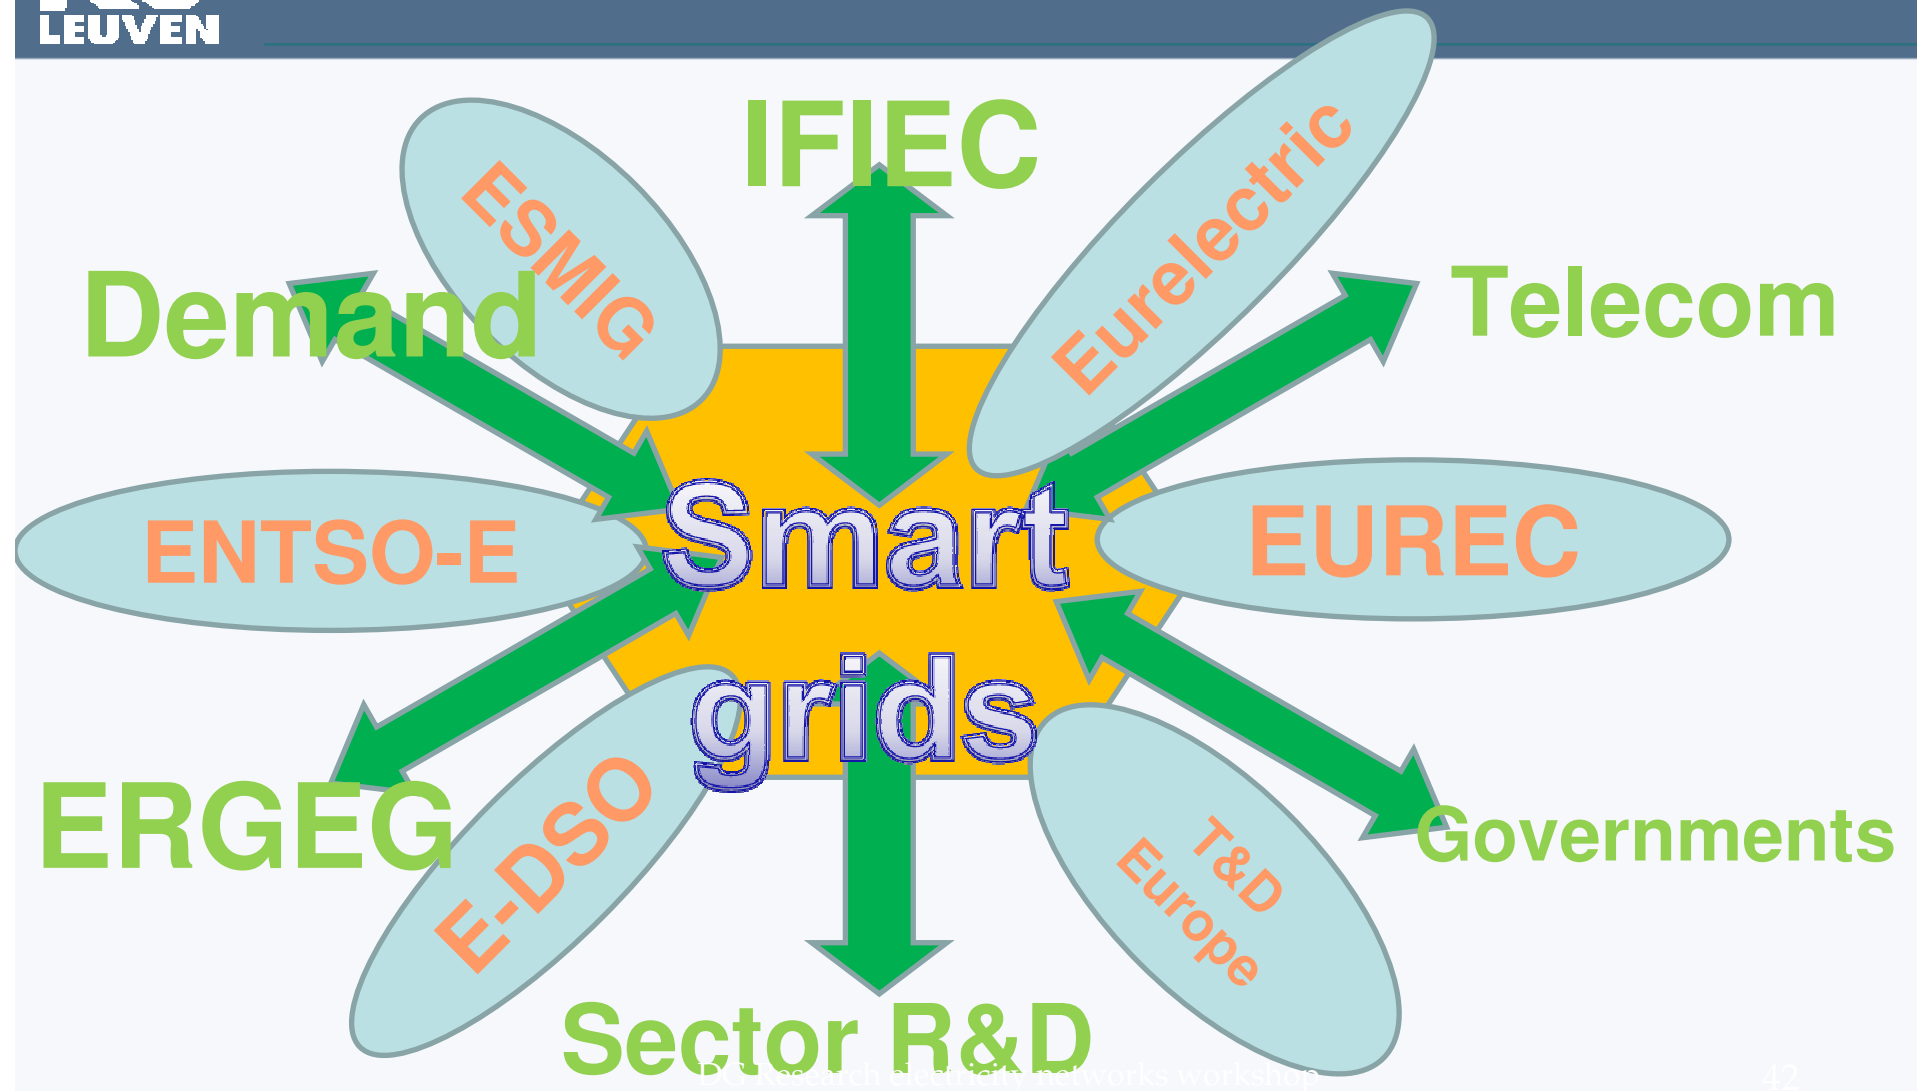 LEUVEN
IFIEC
Eurelectric
ESMIG
Demand
Telecom
ENTSO-E
Smart
grids
EUREC
ERGEG
E-DSO
T&D
Europe
Governments
Sector R&D
DG Research electricity networks workshop
42